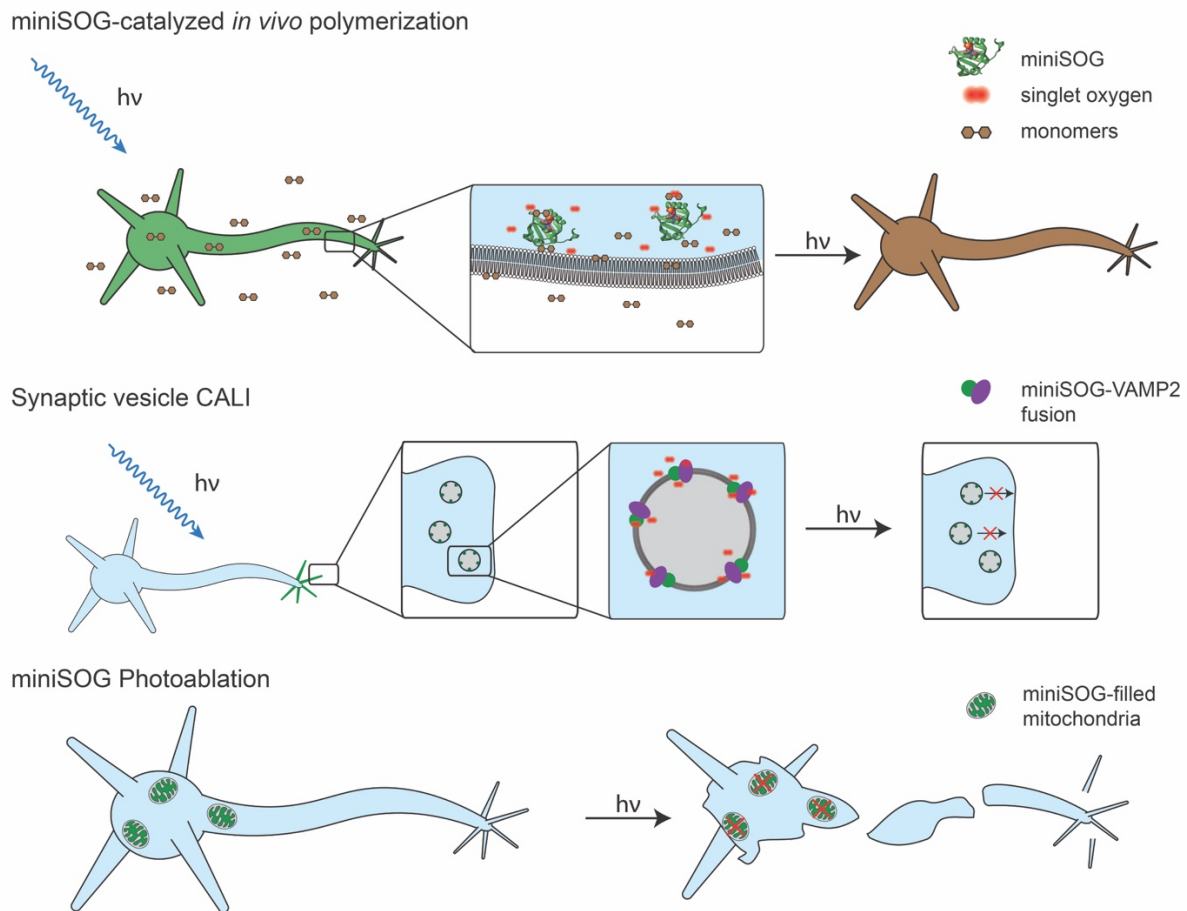 miniSOG-catalyzed in vivo polymerization
hν
miniSOG
singlet oxygen
monomers
hν
Synaptic vesicle CALI
miniSOG-VAMP2
fusion
hν
hν
miniSOG Photoablation
miniSOG-filled
mitochondria
hν